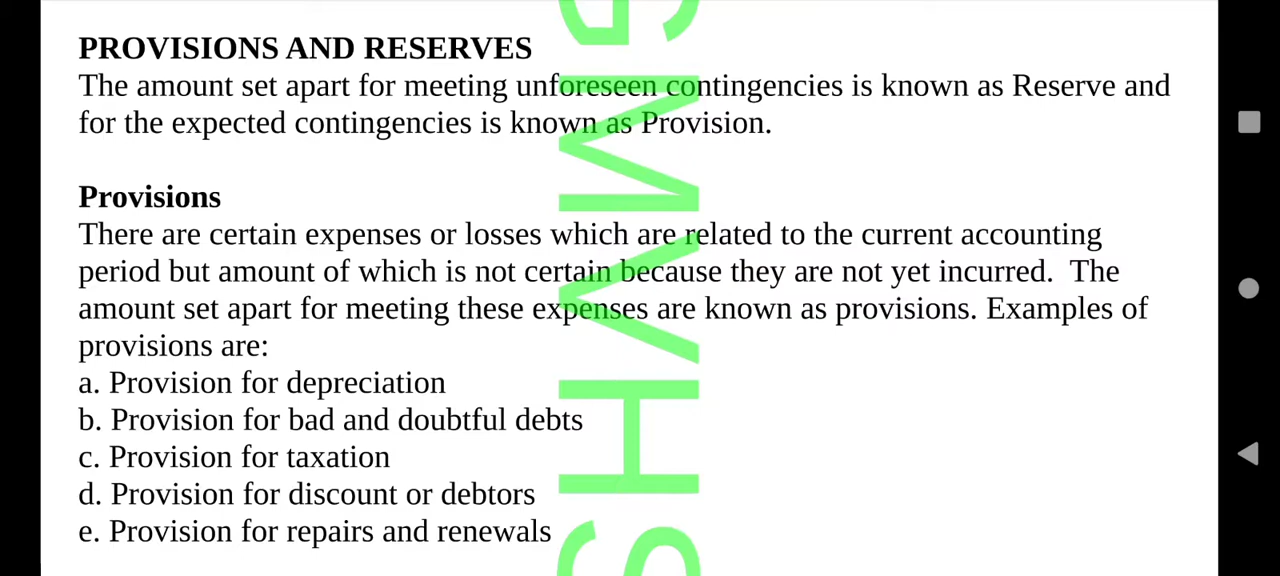 PROVISIONS AND RESERVES
The amount set apart for meeting unforeseen contingencies is known as Reserve and
for the expected contingencies is known as Provision.
Provisions
There are certain expenses or losses which are related to the current accounting
period but amount of which is not certain because they are not yet incurred.  The
amount set apart for meeting these expenses are known as provisions. Examples of
provisions are:
a. Provision for depreciation
b. Provision for bad and doubtful debts
c. Provision for taxation
d. Provision for discount or debtors
e. Provision for repairs and renewals